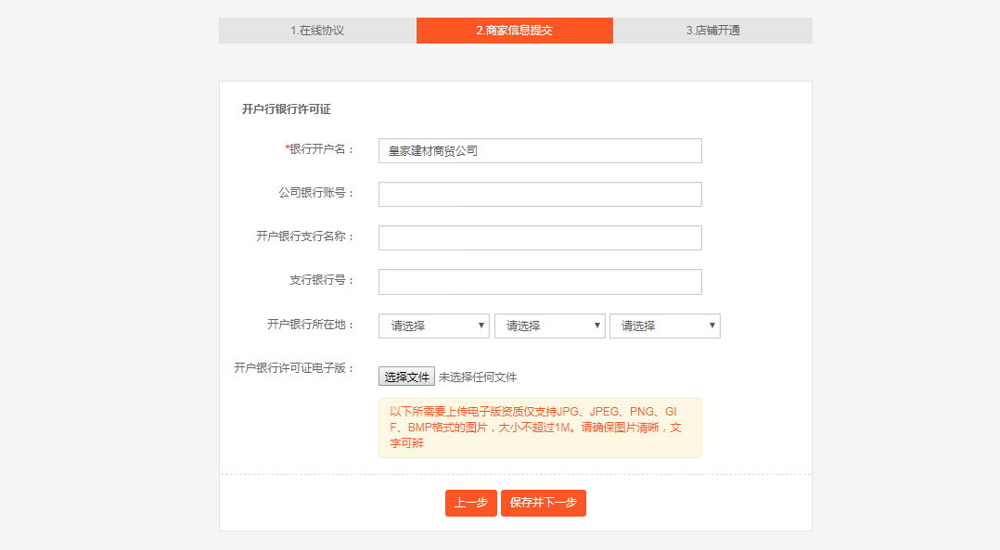 1.在线协议
2.商家信息提交
3.店铺开通
开户行银行许可证
*银行开户名：
皇家建材商贸公司
公司银行账号：
开户银行支行名称：
支行银行号：
开户银行所在地：
请选择
请选择
请选择
开户银行许可证电子版：
选择文件 未选择任何文件
以下所需要上传电子版资质仅支持JPG、JPEG、PNG、GI
F、BMP格式的图片，大小不超过1M。请确保图片清晰，文
字可辨
上一步
保存并下一步